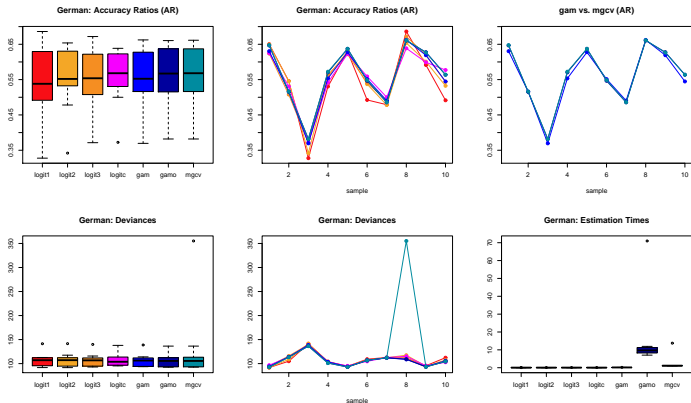 German: Accuracy Ratios (AR)
0.65
0.55
0.45
0.35
logit1 logit2 logit3 logitc gam gamo mgcv
German: Accuracy Ratios (AR)
0.65
0.55
0.45
0.35
2 4 6 8 10
sample
gam vs. mgcv (AR)
0.65
0.55
0.45
0.35
2 4 6 8 10
sample
German: Deviances
350
300
250
200
150
100
logit1 logit2 logit3 logitc gam gamo mgcv
German: Deviances
350
300
250
200
150
100
2 4 6 8 10
sample
German: Estimation Times
70
60
50
40
30
20
10
0
logit1 logit2 logit3 logitc gam gamo mgcv